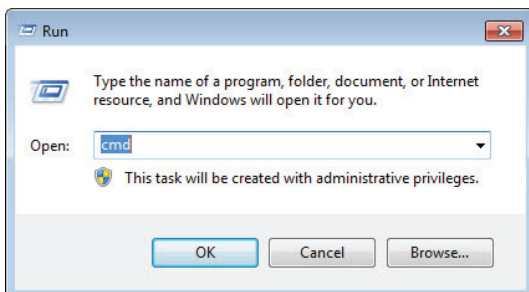 Run
Type the name of a program, folder, document, or Internet
resource, and Windows will open it for you.
Open: cmd
This task will be created with administrative privileges.
OK Cancel Browse...